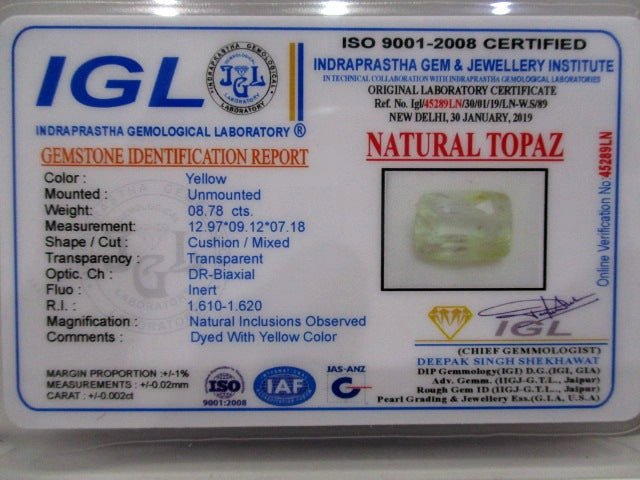 IGL
INDRAPRASTHA GEMOLOGICAL
IGL
LABORATORY
INDRAPRASTHA GEMOLOGICAL LABORATORY ®
GEMSTONE IDENTIFICATION REPORT
Color : Yellow
Mounted : Unmounted
Weight: 08.78 cts.
Measurement: 12.97*09.12*07.18
Shape / Cut : Cushion / Mixed
Transparency : Transparent
Optic. Ch : DR-Biaxial
Fluo : Inert
R.I. : 1.610-1.620
Magnification : Natural Inclusions Observed
Comments : Dyed With Yellow Color
MARGIN PROPORTION :+/-1%
MEASUREMENTS : +/-0.02mm
CARAT : +/-0.002ct
ISO
9001:2008
IAF
JAS-ANZ
ISO 9001-2008 CERTIFIED
INDRAPRASTHA GEM & JEWELLERY INSTITUTE
IN TECHNICAL COLLABORATION WITH INDRAPRASTHA GEMOLOGICAL LABORATORIES
ORIGINAL LABORATORY CERTIFICATE
Ref. No. Igl/45289LN/30/01/19/LN-W.S/89
NEW DELHI, 30 JANUARY, 2019
NATURAL TOPAZ
Online Verification No:45289LN
IGL
(CHIEF GEMMOLOGIST)
DEEPAK SINGH SHEKHAWAT
DIP Gemmology(IGI) D.G.(IGI, GIA)
Adv. Gemm. (IIGJ-G.T.L., Jaipur)
Rough Gem ID (IIGJ-G.T.L., Jaipur)
Pearl Grading & Jewellery Ess.(G.I.A, U.S.A)